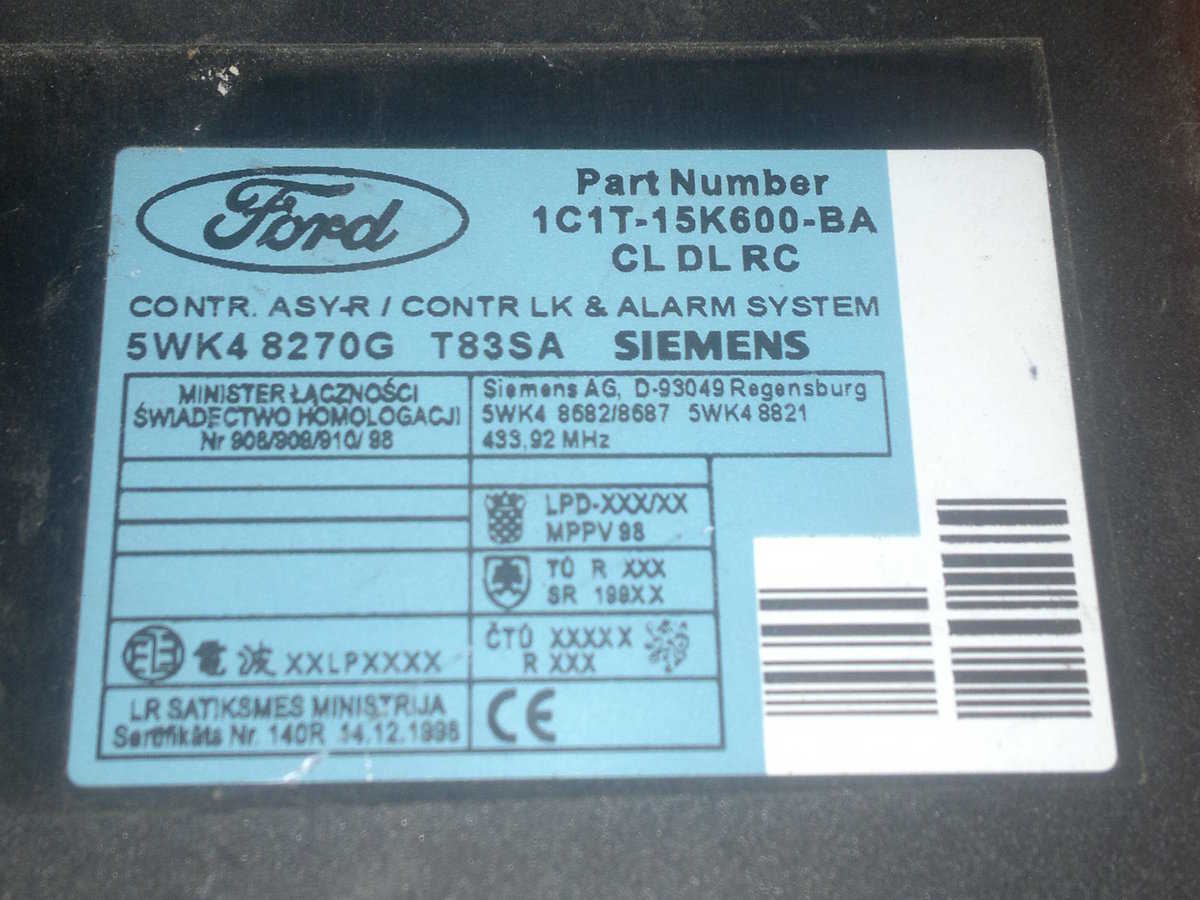 Ford
Part Number
1C1T-15K600-BA
CL DL RC
CONTR. ASY-R / CONTR LK & ALARM SYSTEM
5WK4 8270G T83SA SIEMENS
MINISTER ŁĄCZNOŚCI
ŚWIADECTWO HOMOLOGACJI
Nr 908/909/910/ 98
Siemens AG, D-93049 Regensburg
5WK4 8682/8687 5WK4 8821
433,92 MHz
LPD-XXX/XX
MPPV 98
TÚ R XXX
SR 199XX
電 波 XXLPXXXX
ČTÚ XXXXX
R XXX
LR SATIKSMES MINISTRIJA
Sertifikāts Nr. 140R 14.12.1998
CE